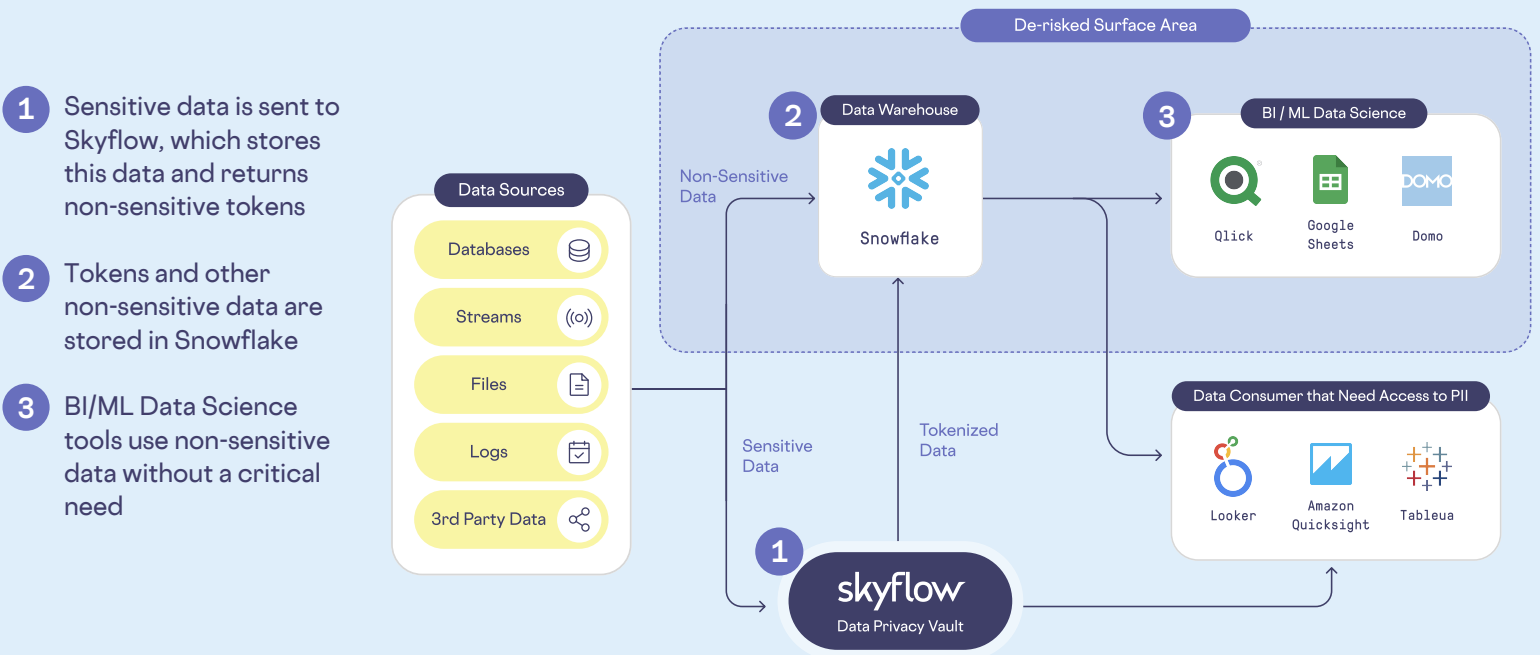 1
Sensitive data is sent to
Skyflow, which stores
this data and returns
non-sensitive tokens
2
Tokens and other
non-sensitive data are
stored in Snowflake
3
BI/ML Data Science
tools use non-sensitive
data without a critical
need
Data Sources
Databases
Streams
Files
Logs
3rd Party Data
De-risked Surface Area
Non-Sensitive
Data
2
Data Warehouse
Snowflake
3
BI / ML Data Science
Qlick
Google
Sheets
DOMO
Domo
Sensitive
Data
Tokenized
Data
Data Consumer that Need Access to PII
Looker
Amazon
Quicksight
Tableua
1
skyflow
Data Privacy Vault